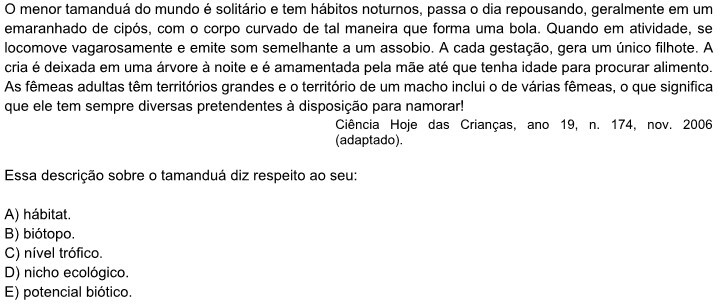 O menor tamanduá do mundo é solitário e tem hábitos noturnos, passa o dia repousando, geralmente em um
emaranhado de cipós, com o corpo curvado de tal maneira que forma uma bola. Quando em atividade, se
locomove vagarosamente e emite som semelhante a um assobio. A cada gestação, gera um único filhote. A
cria é deixada em uma árvore à noite e é amamentada pela mãe até que tenha idade para procurar alimento.
As fêmeas adultas têm territórios grandes e o território de um macho inclui o de várias fêmeas, o que significa
que ele tem sempre diversas pretendentes à disposição para namorar!
Ciência Hoje das Crianças, ano 19, n. 174, nov. 2006
(adaptado).
Essa descrição sobre o tamanduá diz respeito ao seu:
A) hábitat.
B) biótopo.
C) nível trófico.
D) nicho ecológico.
E) potencial biótico.